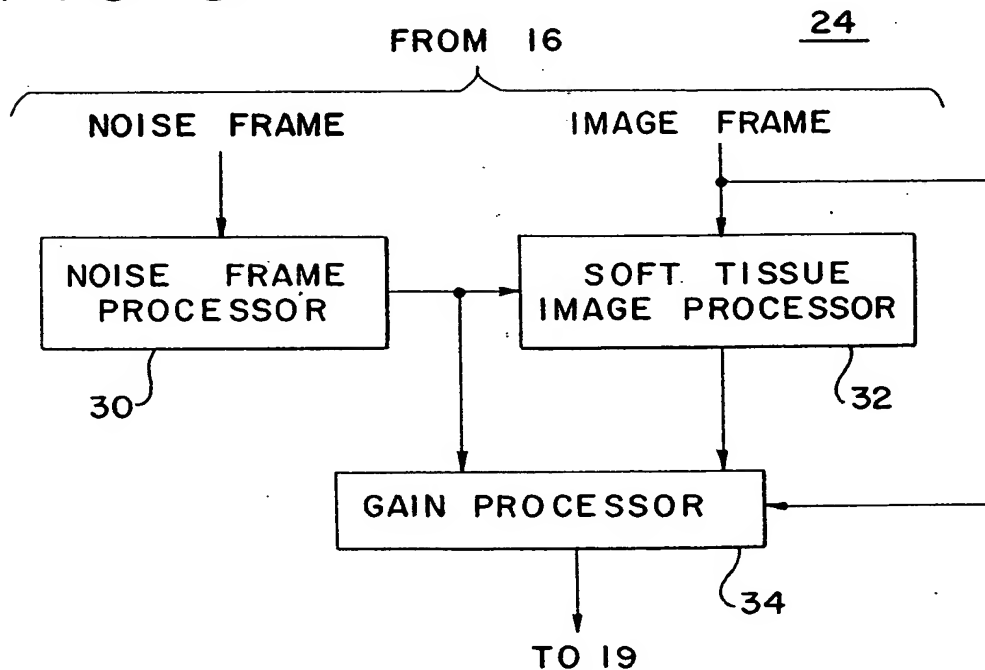 24
FROM 16
NOISE FRAME
IMAGE FRAME
NOISE FRAME
PROCESSOR
SOFT TISSUE
IMAGE PROCESSOR
30
32
GAIN PROCESSOR
34
TO 19